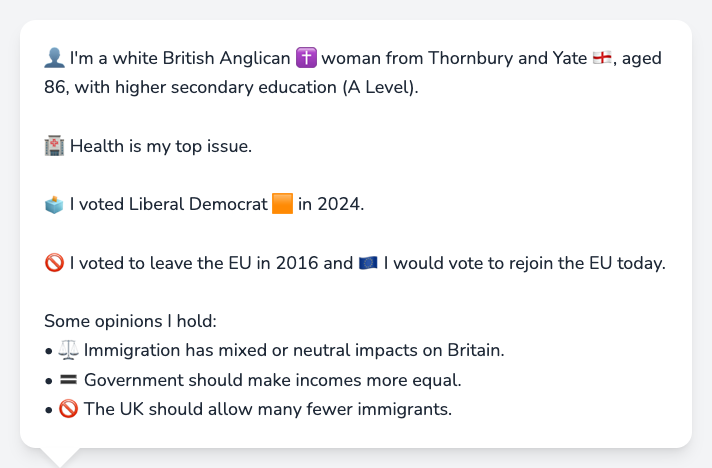 👤 I'm a white British Anglican ✝️ woman from Thornbury and Yate 🏴󠁧󠁢󠁥󠁮󠁧󠁿, aged
86, with higher secondary education (A Level).
🏥 Health is my top issue.
🗳️ I voted Liberal Democrat 🟧 in 2024.
🚫 I voted to leave the EU in 2016 and 🇪🇺 I would vote to rejoin the EU today.
Some opinions I hold:
• ⚖️ Immigration has mixed or neutral impacts on Britain.
• 🟰 Government should make incomes more equal.
• 🚫 The UK should allow many fewer immigrants.